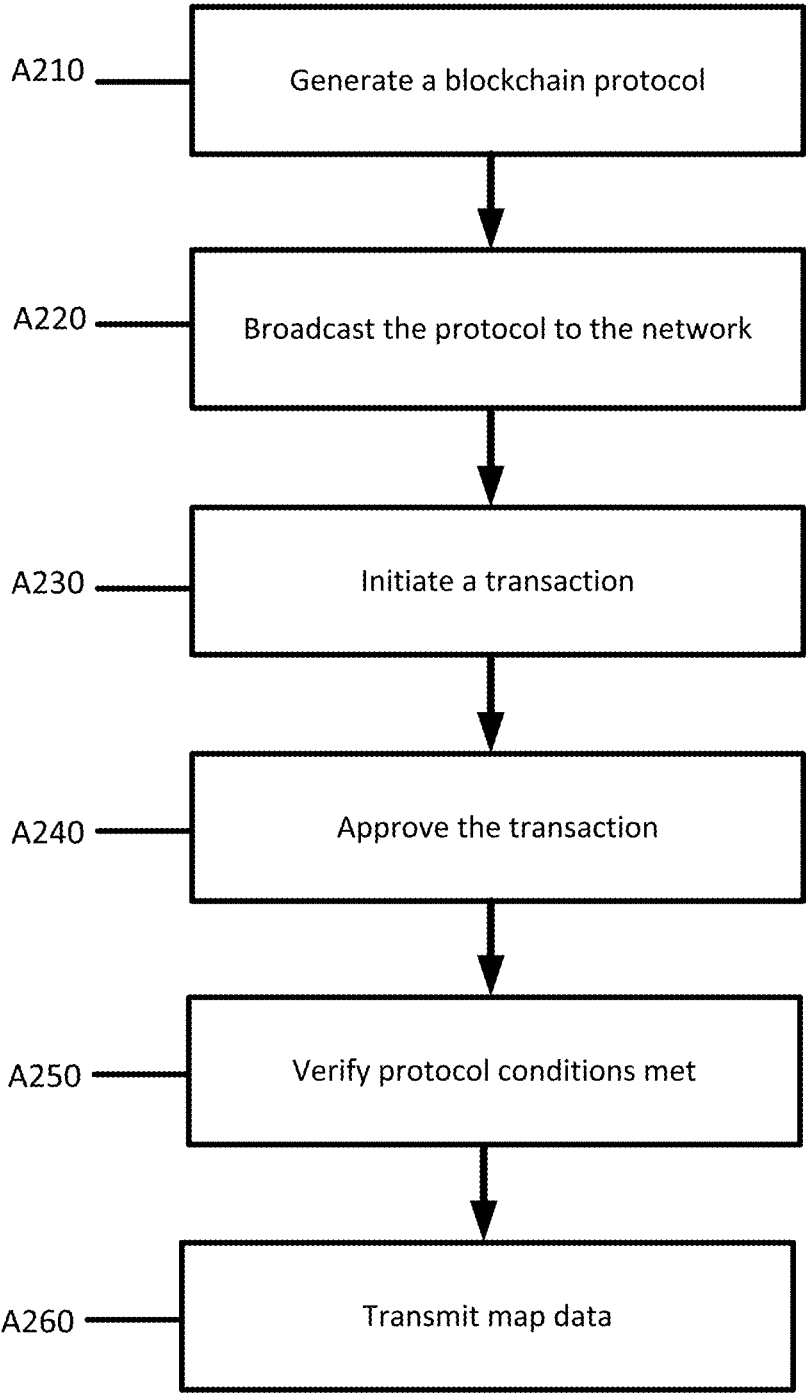 A210
Generate a blockchain protocol
A220
Broadcast the protocol to the network
A230
Initiate a transaction
A240
Approve the transaction
A250
Verify protocol conditions met
A260
Transmit map data